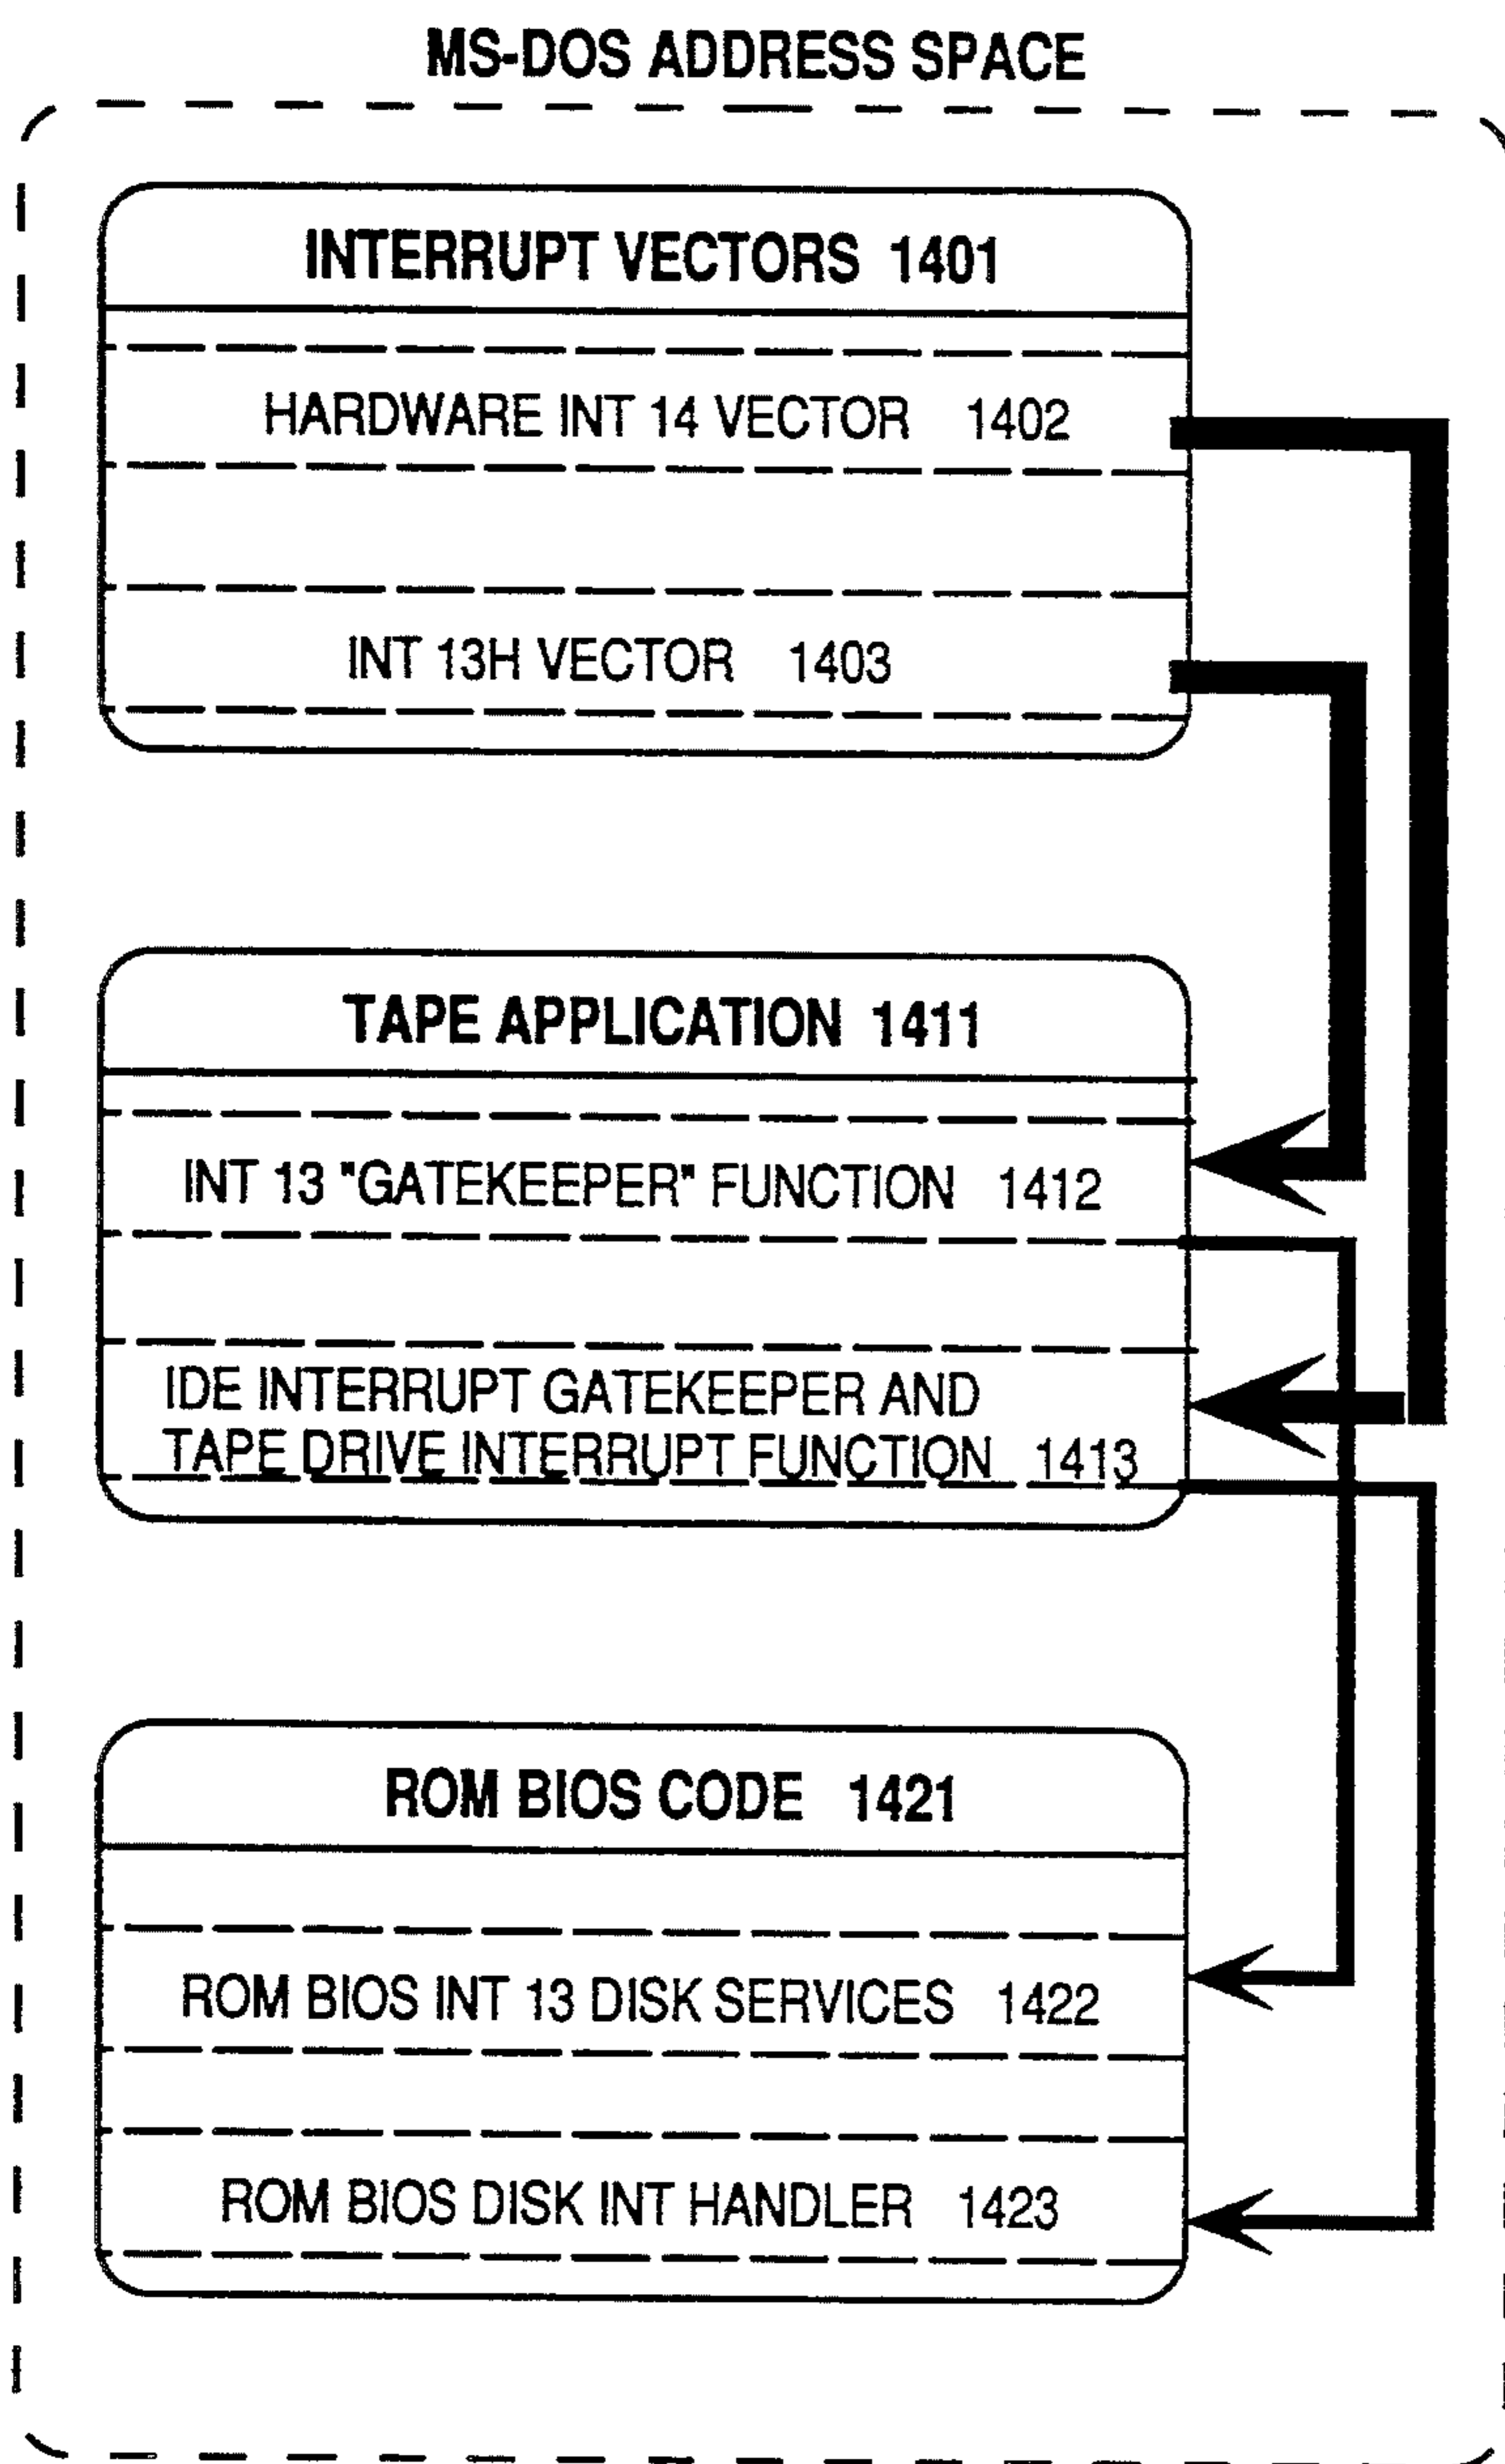 MS-DOS ADDRESS SPACE
INTERRUPT VECTORS 1401
HARDWARE INT 14 VECTOR 1402
INT 13H VECTOR 1403
TAPE APPLICATION 1411
INT 13 "GATEKEEPER" FUNCTION 1412
IDE INTERRUPT GATEKEEPER AND
TAPE DRIVE INTERRUPT FUNCTION 1413
ROM BIOS CODE 1421
ROM BIOS INT 13 DISK SERVICES 1422
ROM BIOS DISK INT HANDLER 1423